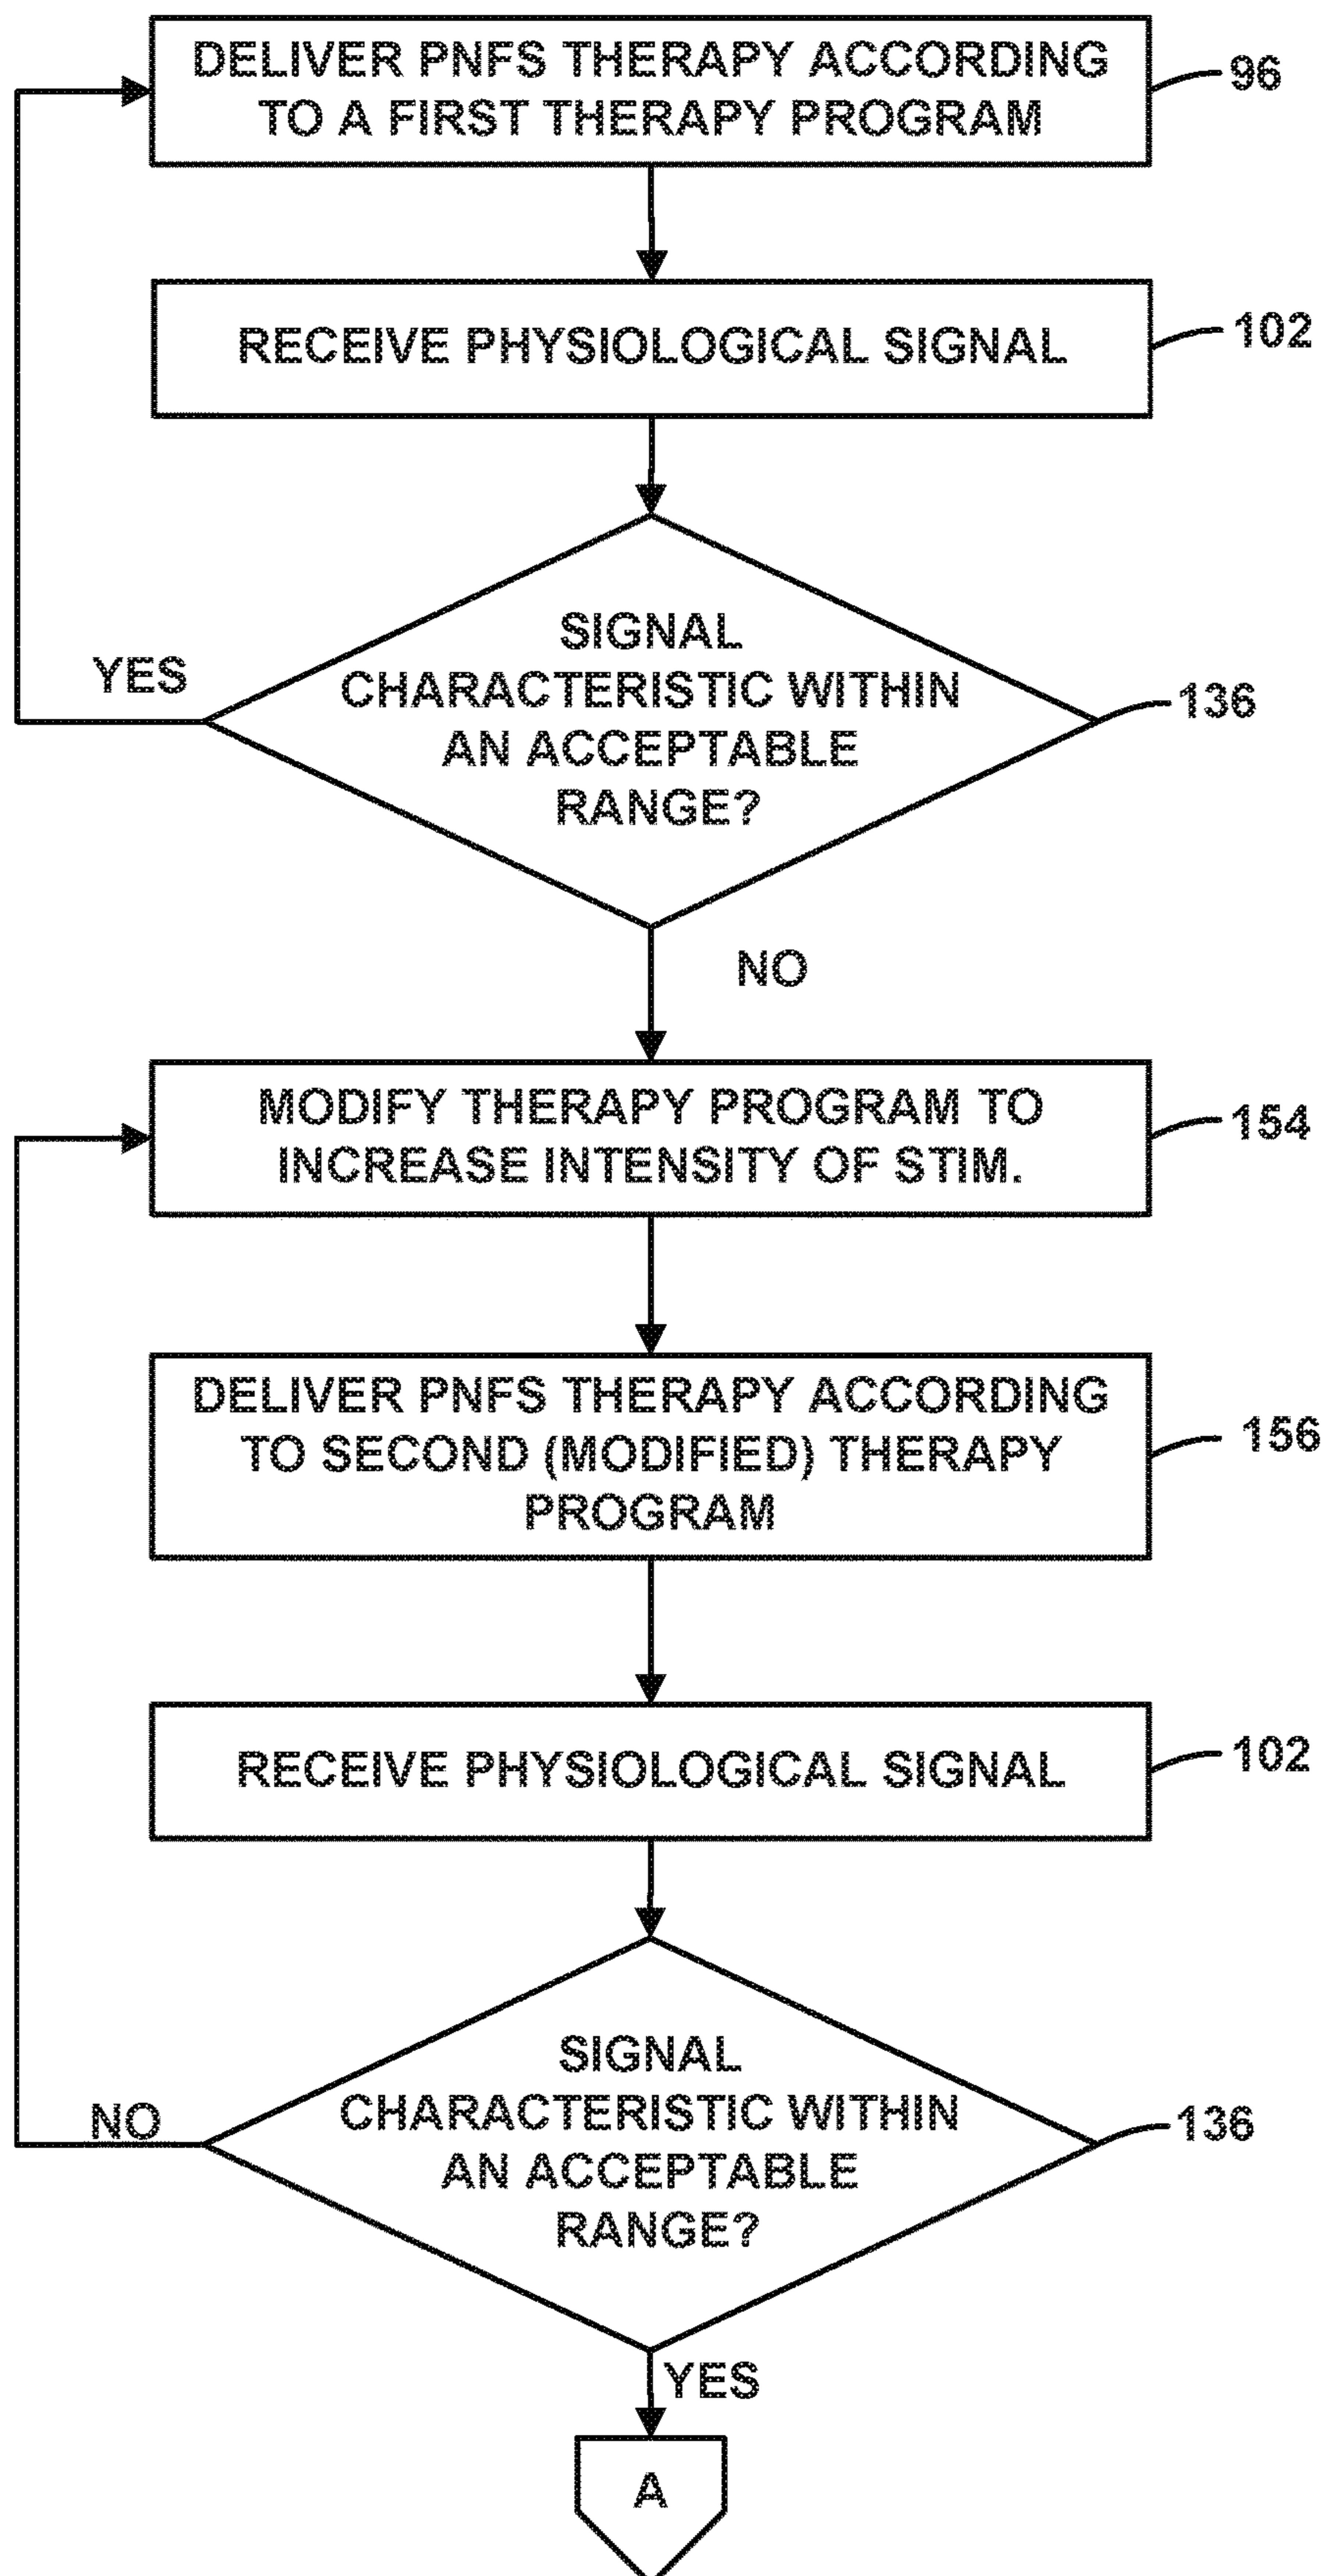 DELIVER PNFS THERAPY ACCORDING
TO A FIRST THERAPY PROGRAM
96
RECEIVE PHYSIOLOGICAL SIGNAL
102
SIGNAL
CHARACTERISTIC WITHIN
AN ACCEPTABLE
RANGE?
YES
136
NO
MODIFY THERAPY PROGRAM TO
INCREASE INTENSITY OF STIM.
154
DELIVER PNFS THERAPY ACCORDING
TO SECOND (MODIFIED) THERAPY
PROGRAM
156
RECEIVE PHYSIOLOGICAL SIGNAL
102
SIGNAL
CHARACTERISTIC WITHIN
AN ACCEPTABLE
RANGE?
NO
136
YES
A